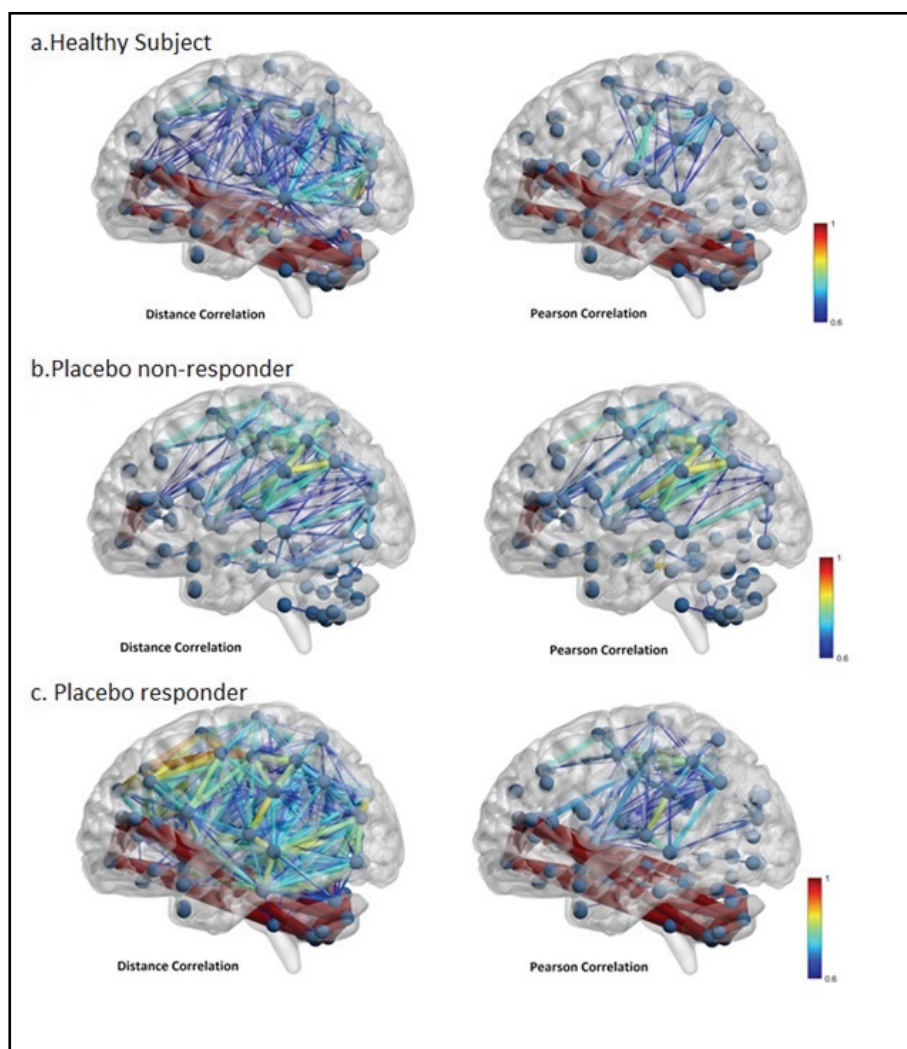 a.Healthy Subject
Distance Correlation
Pearson Correlation
1
0.6
b.Placebo non-responder
Distance Correlation
Pearson Correlation
1
0.6
c. Placebo responder
Distance Correlation
Pearson Correlation
1
0.6